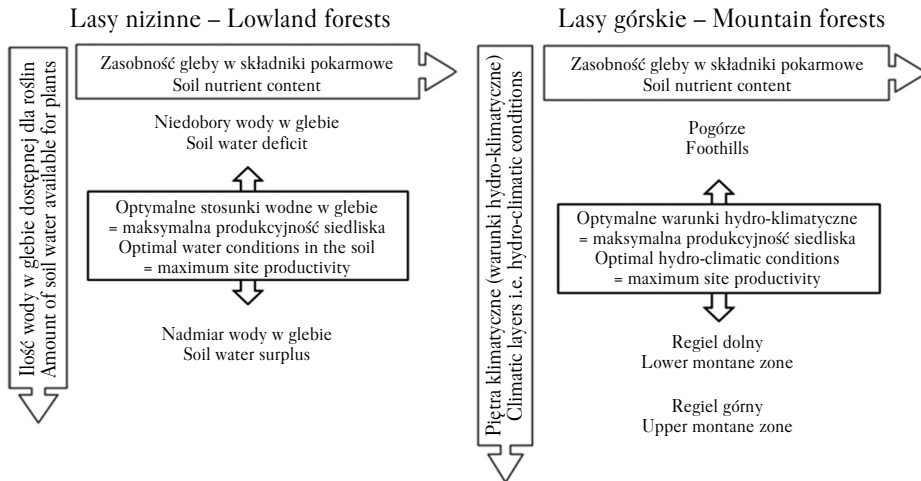 Lasy nizinne – Lowland forests
Zasobność gleby w składniki pokarmowe
Soil nutrient content
Ilość wody w glebie dostępnej dla roślin
Amount of soil water available for plants
Niedobory wody w glebie
Soil water deficit
Optymalne stosunki wodne w glebie
= maksymalna produkcyjność siedliska
Optimal water conditions in the soil
= maximum site productivity
Nadmiar wody w glebie
Soil water surplus
Lasy górskie – Mountain forests
Zasobność gleby w składniki pokarmowe
Soil nutrient content
Piętra klimatyczne (warunki hydro-klimatyczne)
Climatic layers i.e. hydro-climatic conditions
Pogórze
Foothills
Optymalne warunki hydro-klimatyczne
= maksymalna produkcyjność siedliska
Optimal hydro-climatic conditions
= maximum site productivity
Regiel dolny
Lower montane zone
Regiel górny
Upper montane zone